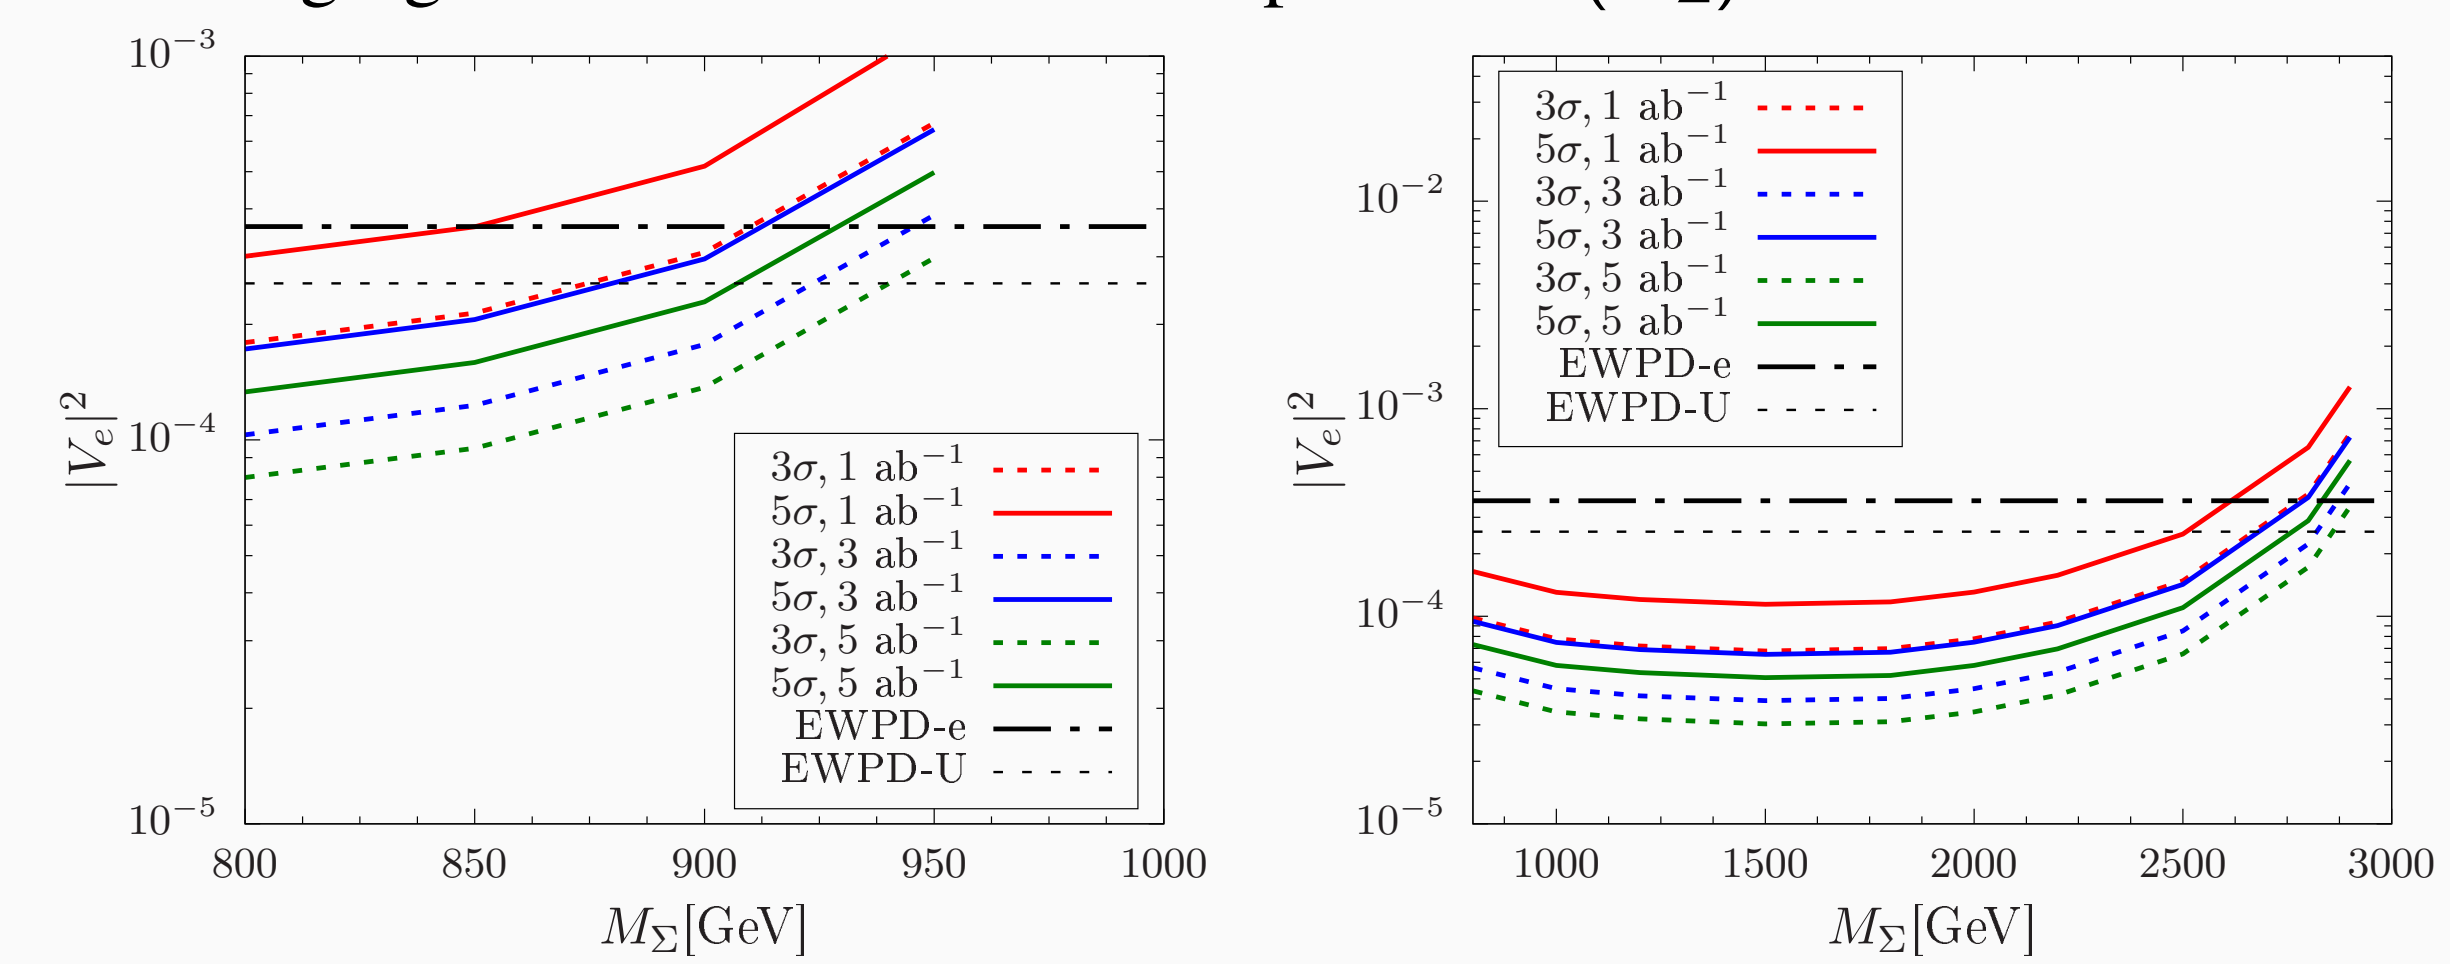 10^{-3}
10^{-4}
10^{-5}
|V_e|^2
800 850 900 950 1000
M_Σ[GeV]
3σ, 1 ab^{-1}
5σ, 1 ab^{-1}
3σ, 3 ab^{-1}
5σ, 3 ab^{-1}
3σ, 5 ab^{-1}
5σ, 5 ab^{-1}
EWPD-e
EWPD-U
10^{-2}
10^{-3}
10^{-4}
10^{-5}
|V_e|^2
1000 1500 2000 2500 3000
M_Σ[GeV]
3σ, 1 ab^{-1}
5σ, 1 ab^{-1}
3σ, 3 ab^{-1}
5σ, 3 ab^{-1}
3σ, 5 ab^{-1}
5σ, 5 ab^{-1}
EWPD-e
EWPD-U